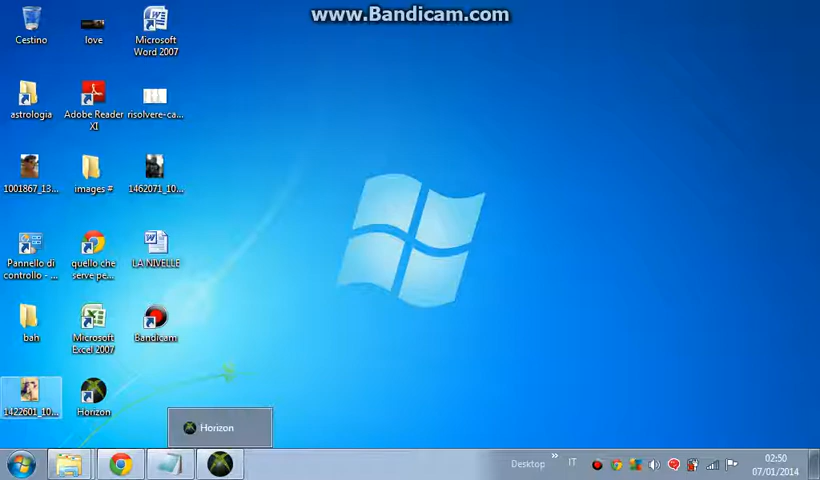 www.Bandicam.com
Cestino
love
Microsoft
Word 2007
astrologia
Adobe Reader
XI
risolvere-ca...
1001867_13...
images #
1462071_10...
Pannello di
controllo - ...
quello che
serve pe...
LA NIVELLE
bah
Microsoft
Excel 2007
Bandicam
1422601_10...
Horizon
Horizon
Desktop
»
IT
02:50
07/01/2014